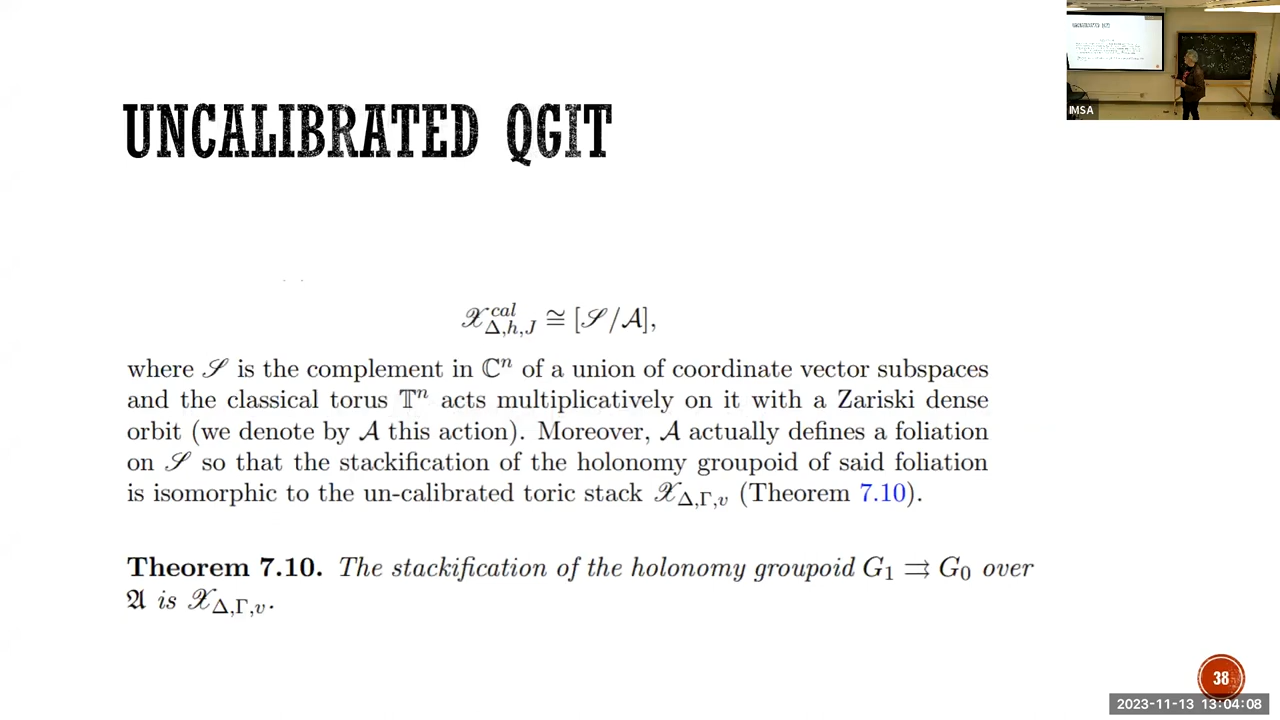 UNCALIBRATED QGIT
IMSA
𝒳^{cal}_{Δ,h,J} ≅ [𝒮/𝒜],
where 𝒮 is the complement in ℂⁿ of a union of coordinate vector subspaces
and the classical torus 𝕋ⁿ acts multiplicatively on it with a Zariski dense
orbit (we denote by 𝒜 this action). Moreover, 𝒜 actually defines a foliation
on 𝒮 so that the stackification of the holonomy groupoid of said foliation
is isomorphic to the un-calibrated toric stack 𝒳_{Δ,Γ,v} (Theorem 7.10).
Theorem 7.10. The stackification of the holonomy groupoid G₁ ⇉ G₀ over
𝔄 is 𝒳_{Δ,Γ,v}.
38
2023-11-13 13:04:08